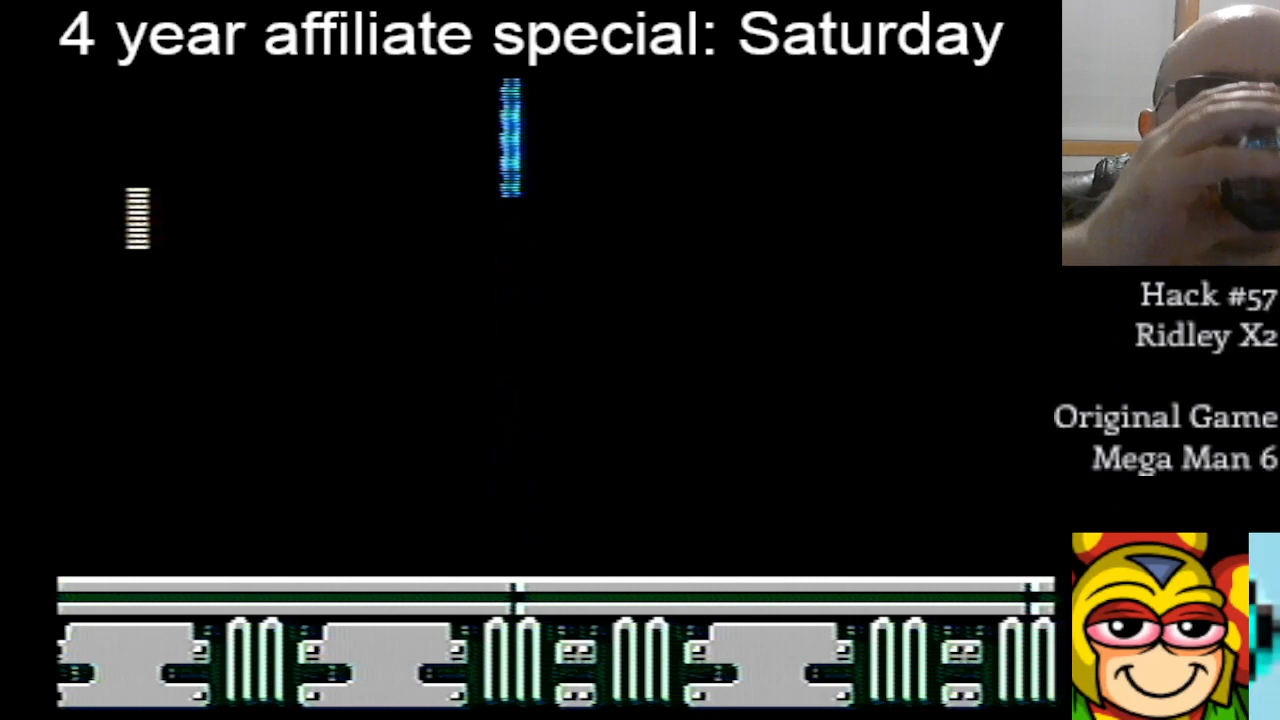 4 year affiliate special: Saturday
Hack #57
Ridley X2
Original Game
Mega Man 6